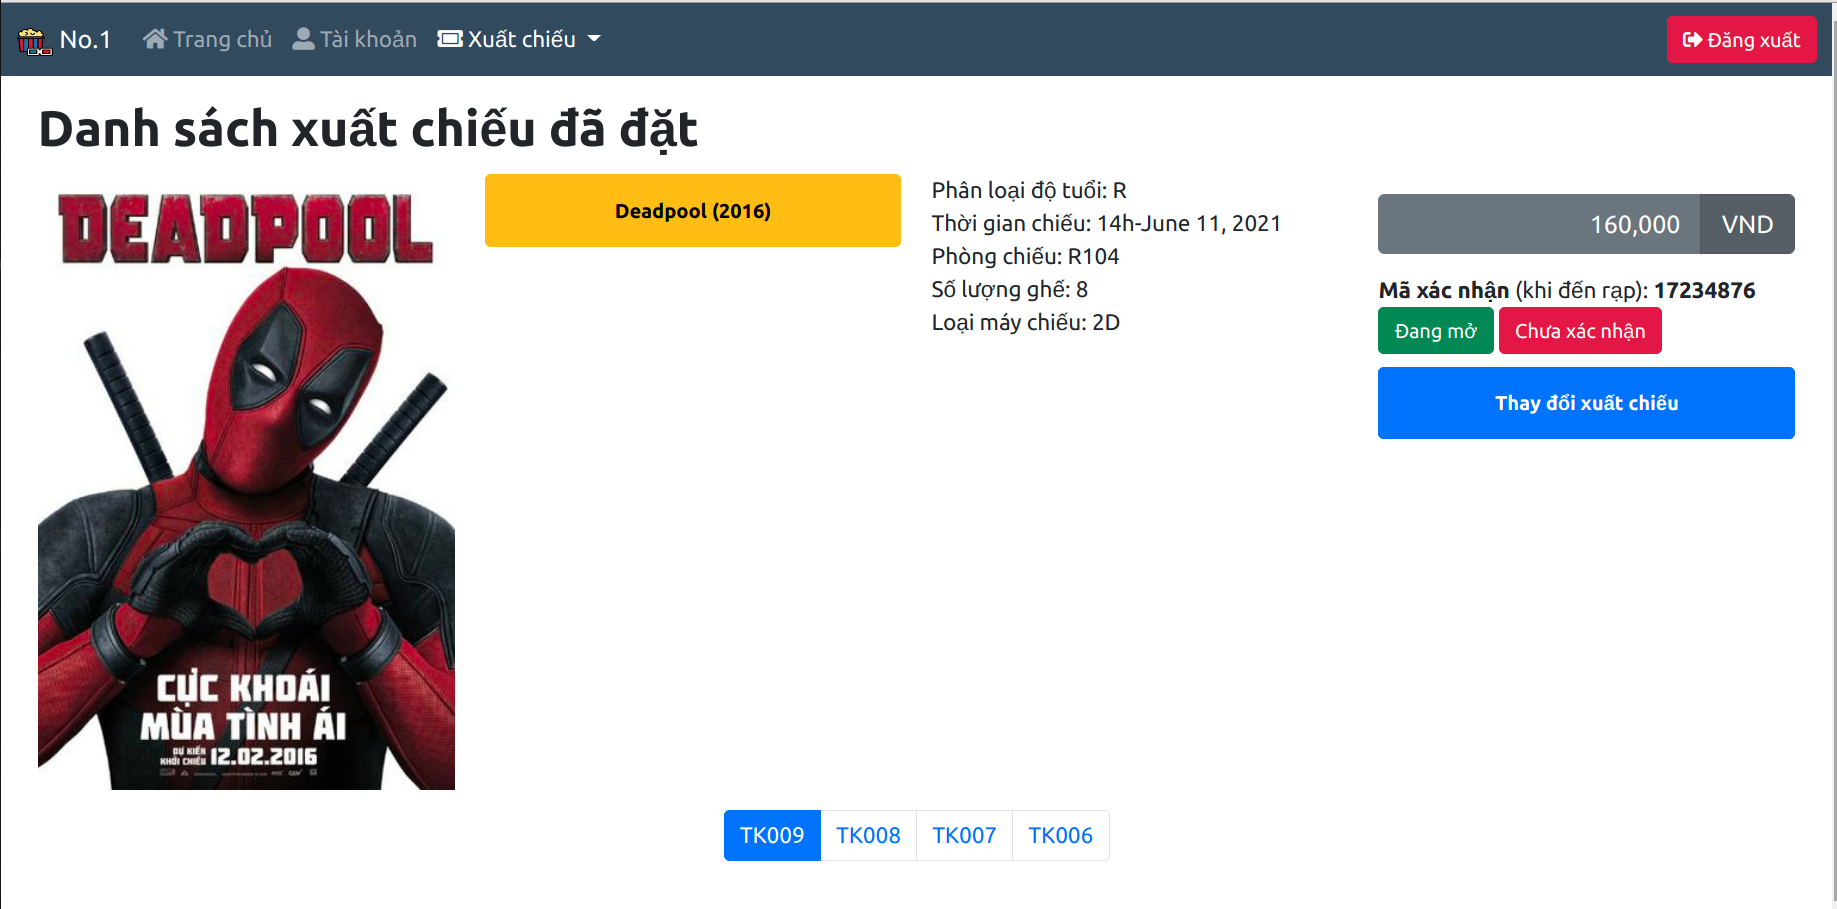 No.1 Trang chủ Tài khoản Xuất chiếu Đăng xuất
Danh sách xuất chiếu đã đặt
DEADPOOL
CỰC KHOÁI
MÙA TÌNH ÁI
DỰ KIẾN
KHỞI CHIẾU 12.02.2016
Deadpool (2016)
Phân loại độ tuổi: R
Thời gian chiếu: 14h-June 11, 2021
Phòng chiếu: R104
Số lượng ghế: 8
Loại máy chiếu: 2D
160,000 VND
Mã xác nhận (khi đến rạp): 17234876
Đang mở Chưa xác nhận
Thay đổi xuất chiếu
TK009 TK008 TK007 TK006